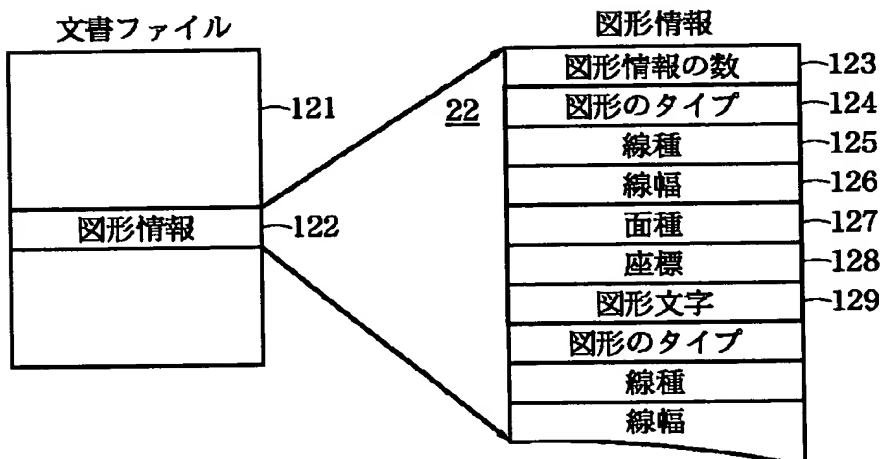 文書ファイル
121
図形情報
122
22
図形情報
図形情報の数
123
図形のタイプ
124
線種
125
線幅
126
面種
127
座標
128
図形文字
129
図形のタイプ
線種
線幅